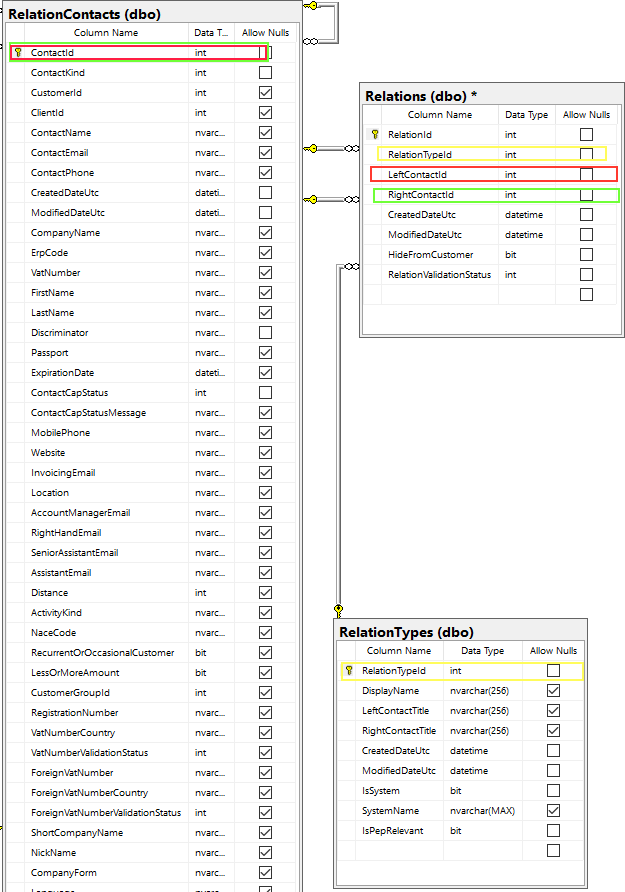 RelationContacts (dbo)
Column Name Data T... Allow Nulls
ContactId int
ContactKind int
CustomerId int
ClientId int
ContactName nvarc...
ContactEmail nvarc...
ContactPhone nvarc...
CreatedDateUtc dateti...
ModifiedDateUtc dateti...
CompanyName nvarc...
ErpCode nvarc...
VatNumber nvarc...
FirstName nvarc...
LastName nvarc...
Discriminator nvarc...
Passport nvarc...
ExpirationDate dateti...
ContactCapStatus int
ContactCapStatusMessage nvarc...
MobilePhone nvarc...
Website nvarc...
InvoicingEmail nvarc...
Location nvarc...
AccountManagerEmail nvarc...
RightHandEmail nvarc...
SeniorAssistantEmail nvarc...
AssistantEmail nvarc...
Distance int
ActivityKind nvarc...
NaceCode nvarc...
RecurrentOrOccasionalCustomer bit
LessOrMoreAmount bit
CustomerGroupId int
RegistrationNumber nvarc...
VatNumberCountry nvarc...
VatNumberValidationStatus int
ForeignVatNumber nvarc...
ForeignVatNumberCountry nvarc...
ForeignVatNumberValidationStatus int
ShortCompanyName nvarc...
NickName nvarc...
CompanyForm nvarc...
Relations (dbo) *
Column Name Data Type Allow Nulls
RelationId int
RelationTypeId int
LeftContactId int
RightContactId int
CreatedDateUtc datetime
ModifiedDateUtc datetime
HideFromCustomer bit
RelationValidationStatus int
RelationTypes (dbo)
Column Name Data Type Allow Nulls
RelationTypeId int
DisplayName nvarchar(256)
LeftContactTitle nvarchar(256)
RightContactTitle nvarchar(256)
CreatedDateUtc datetime
ModifiedDateUtc datetime
IsSystem bit
SystemName nvarchar(MAX)
IsPepRelevant bit